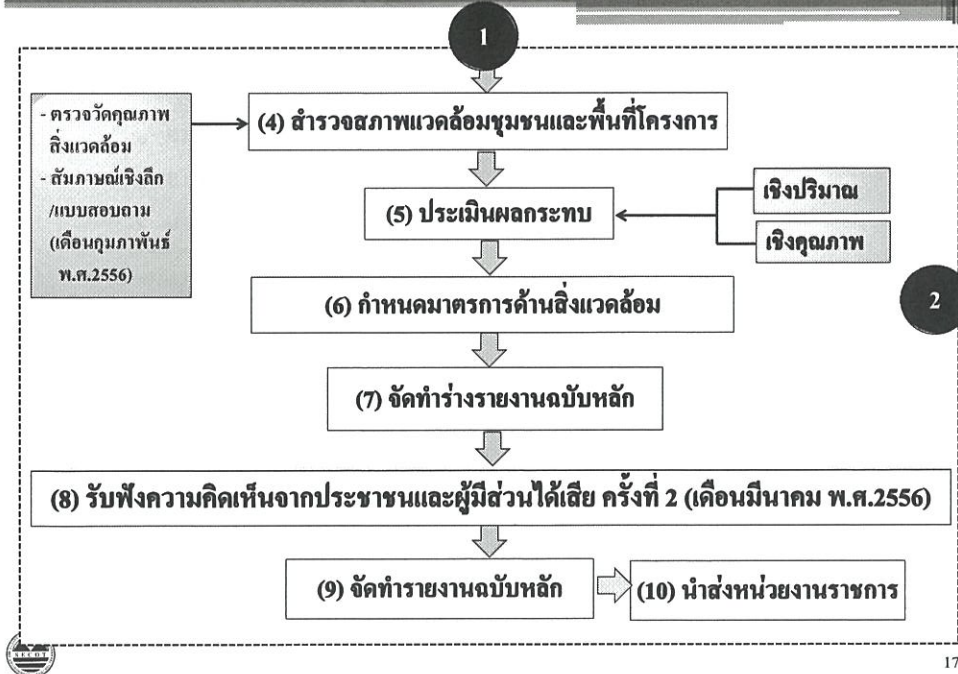 1
- ตรวจวัดคุณภาพ
สิ่งแวดล้อม
- สัมภาษณ์เชิงลึก
/แบบสอบถาม
(เดือนกุมภาพันธ์
พ.ศ.2556)
(4) สำรวจสภาพแวดล้อมชุมชนและพื้นที่โครงการ
(5) ประเมินผลกระทบ
เชิงปริมาณ
เชิงคุณภาพ
(6) กำหนดมาตรการด้านสิ่งแวดล้อม
2
(7) จัดทำร่างรายงานฉบับหลัก
(8) รับฟังความคิดเห็นจากประชาชนและผู้มีส่วนได้เสีย ครั้งที่ 2 (เดือนมีนาคม พ.ศ.2556)
(9) จัดทำรายงานฉบับหลัก
(10) นำส่งหน่วยงานราชการ
SECOT
17